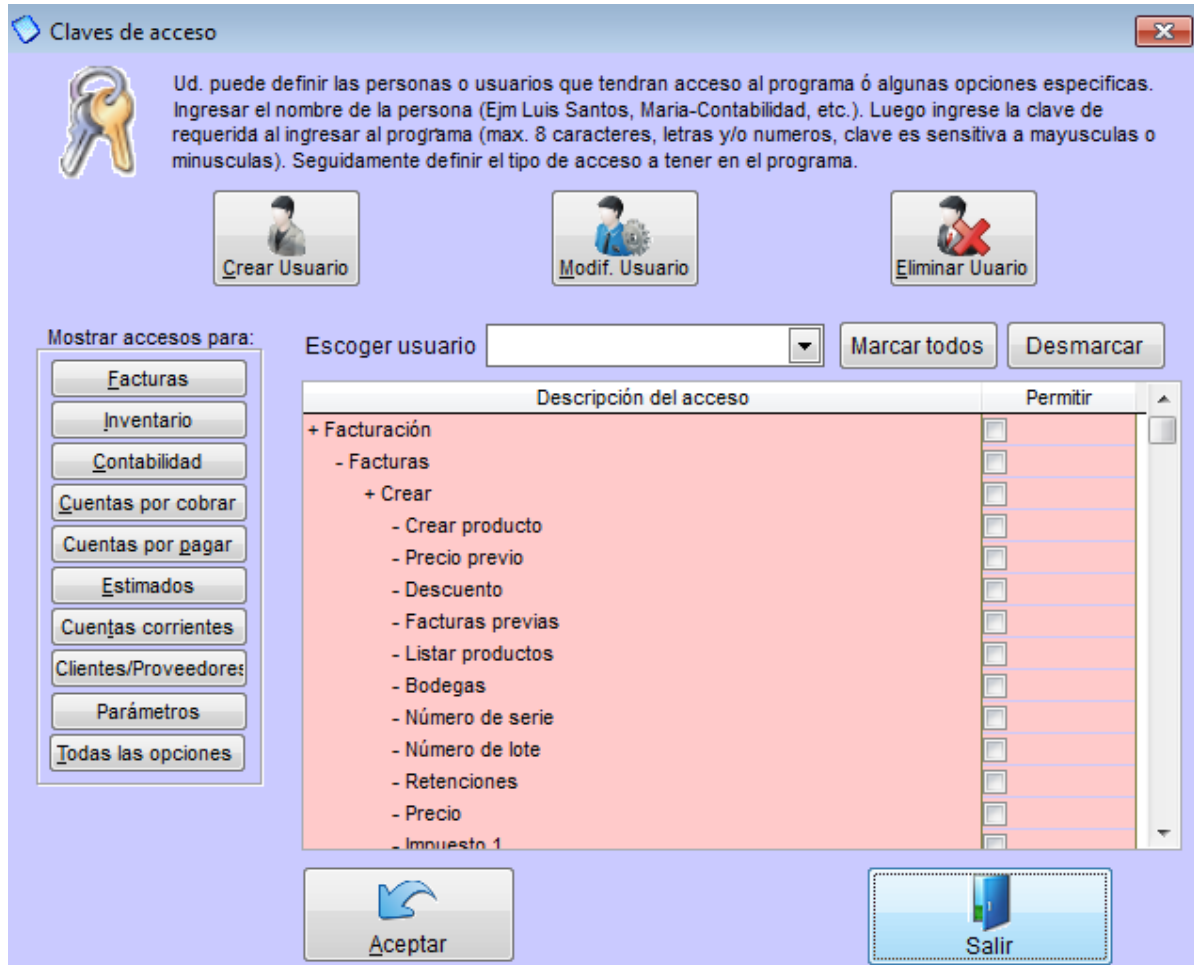 Claves de acceso
Ud. puede definir las personas o usuarios que tendran acceso al programa ó algunas opciones especificas.
Ingresar el nombre de la persona (Ejm Luis Santos, Maria-Contabilidad, etc.). Luego ingrese la clave de
requerida al ingresar al programa (max. 8 caracteres, letras y/o numeros, clave es sensitiva a mayusculas o
minusculas). Seguidamente definir el tipo de acceso a tener en el programa.
Crear Usuario
Modif. Usuario
Eliminar Uuario
Mostrar accesos para:
Facturas
Inventario
Contabilidad
Cuentas por cobrar
Cuentas por pagar
Estimados
Cuentas corrientes
Clientes/Proveedores
Parámetros
Todas las opciones
Escoger usuario
Marcar todos
Desmarcar
Descripción del acceso Permitir
+ Facturación
- Facturas
+ Crear
- Crear producto
- Precio previo
- Descuento
- Facturas previas
- Listar productos
- Bodegas
- Número de serie
- Número de lote
- Retenciones
- Precio
- Impuesto 1
Aceptar
Salir